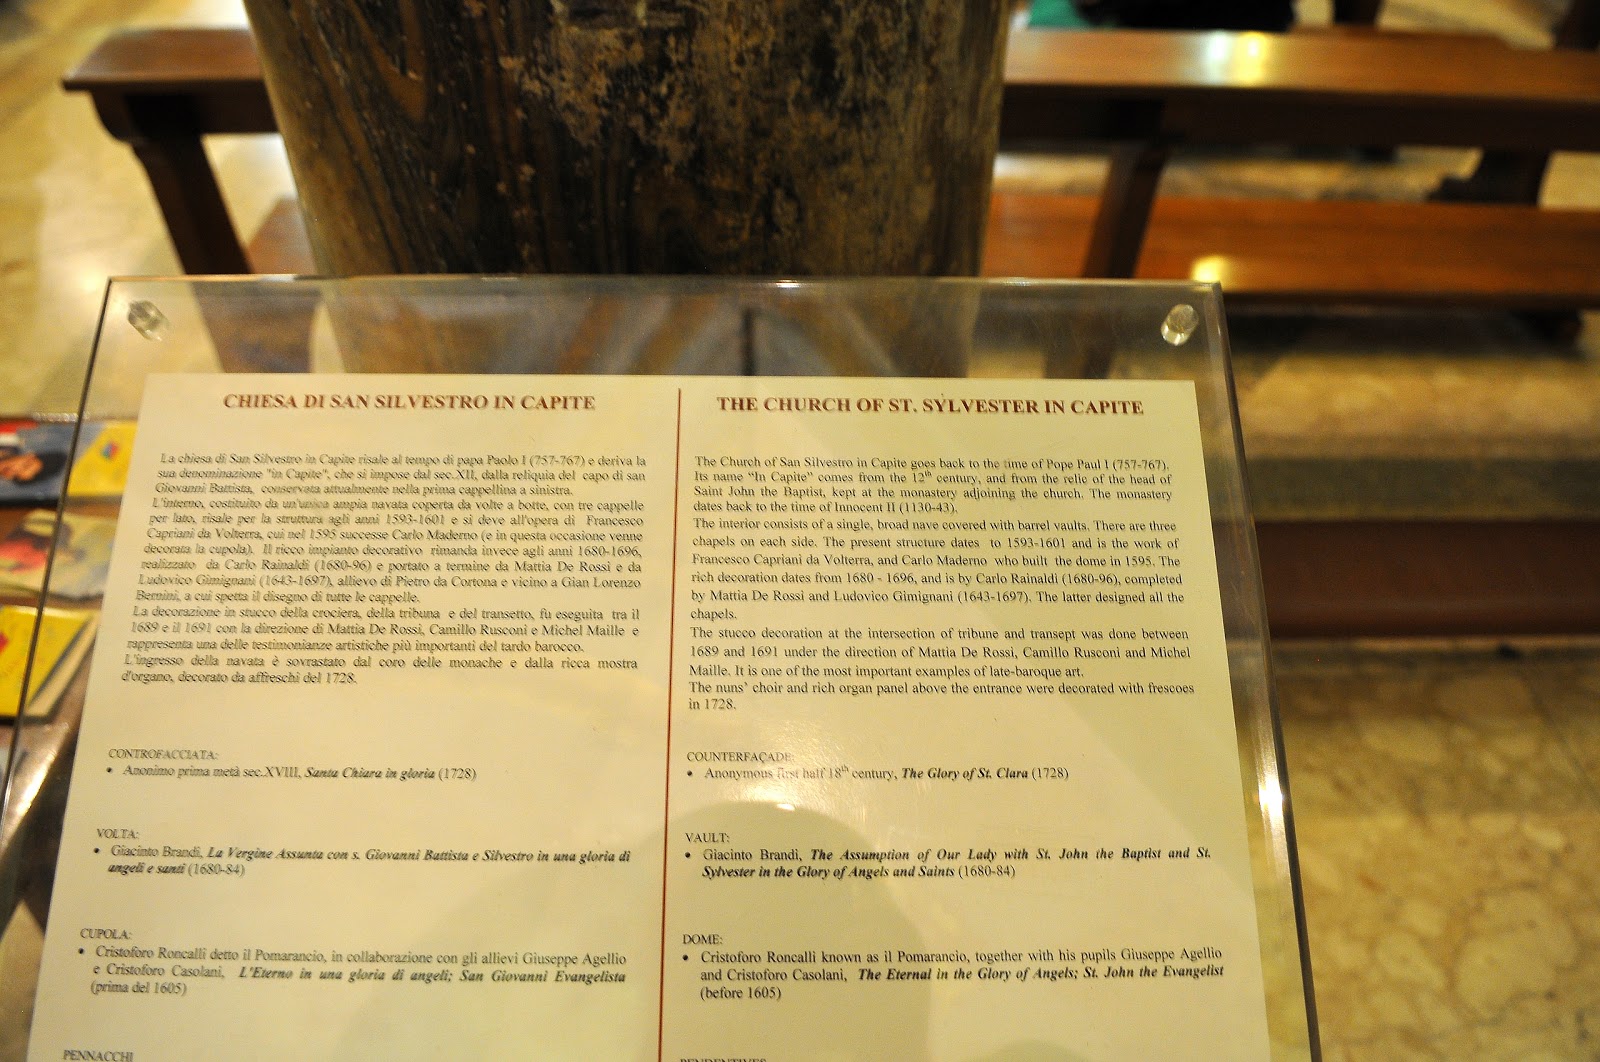 CHIESA DI SAN SILVESTRO IN CAPITE
La chiesa di San Silvestro in Capite risale al tempo di papa Paolo I (757-767) e deriva la
sua denominazione "in Capite", che si impose dal sec.XII, dalla reliquia del capo di san
Giovanni Battista, conservata attualmente nella prima cappellina a sinistra.
L'interno, costituito da un'unica ampia navata coperta da volte a botte, con tre cappelle
per lato, risale per la struttura agli anni 1593-1601 e si deve all'opera di Francesco
Capriani da Volterra, cui nel 1595 successe Carlo Maderno (e in questa occasione venne
decorata la cupola). Il ricco impianto decorativo rimanda invece agli anni 1680-1696,
realizzato da Carlo Rainaldi (1680-96) e portato a termine da Mattia De Rossi e da
Ludovico Gimignani (1643-1697), allievo di Pietro da Cortona e vicino a Gian Lorenzo
Bernini, a cui spetta il disegno di tutte le cappelle.
La decorazione in stucco della crociera, della tribuna e del transetto, fu eseguita tra il
1689 e il 1691 con la direzione di Mattia De Rossi, Camillo Rusconi e Michel Maille e
rappresenta una delle testimonianze artistiche più importanti del tardo barocco.
L'ingresso della navata è sovrastato dal coro delle monache e dalla ricca mostra
d'organo, decorato da affreschi del 1728.
CONTROFACCIATA:
• Anonimo prima metà sec.XVIII, Santa Chiara in gloria (1728)
VOLTA:
• Giacinto Brandi, La Vergine Assunta con s. Giovanni Battista e Silvestro in una gloria di
angeli e santi (1680-84)
CUPOLA:
• Cristoforo Roncalli detto il Pomarancio, in collaborazione con gli allievi Giuseppe Agellio
e Cristoforo Casolani, L'Eterno in una gloria di angeli; San Giovanni Evangelista
(prima del 1605)
PENNACCHI
THE CHURCH OF ST. SYLVESTER IN CAPITE
The Church of San Silvestro in Capite goes back to the time of Pope Paul I (757-767).
Its name “In Capite” comes from the 12th century, and from the relic of the head of
Saint John the Baptist, kept at the monastery adjoining the church. The monastery
dates back to the time of Innocent II (1130-43).
The interior consists of a single, broad nave covered with barrel vaults. There are three
chapels on each side. The present structure dates to 1593-1601 and is the work of
Francesco Capriani da Volterra, and Carlo Maderno who built the dome in 1595. The
rich decoration dates from 1680 - 1696, and is by Carlo Rainaldi (1680-96), completed
by Mattia De Rossi and Ludovico Gimignani (1643-1697). The latter designed all the
chapels.
The stucco decoration at the intersection of tribune and transept was done between
1689 and 1691 under the direction of Mattia De Rossi, Camillo Rusconi and Michel
Maille. It is one of the most important examples of late-baroque art.
The nuns’ choir and rich organ panel above the entrance were decorated with frescoes
in 1728.
COUNTERFAÇADE:
• Anonymous first half 18th century, The Glory of St. Clara (1728)
VAULT:
• Giacinto Brandi, The Assumption of Our Lady with St. John the Baptist and St.
Sylvester in the Glory of Angels and Saints (1680-84)
DOME:
• Cristoforo Roncalli known as il Pomarancio, together with his pupils Giuseppe Agellio
and Cristoforo Casolani, The Eternal in the Glory of Angels; St. John the Evangelist
(before 1605)
PENDENTIVES